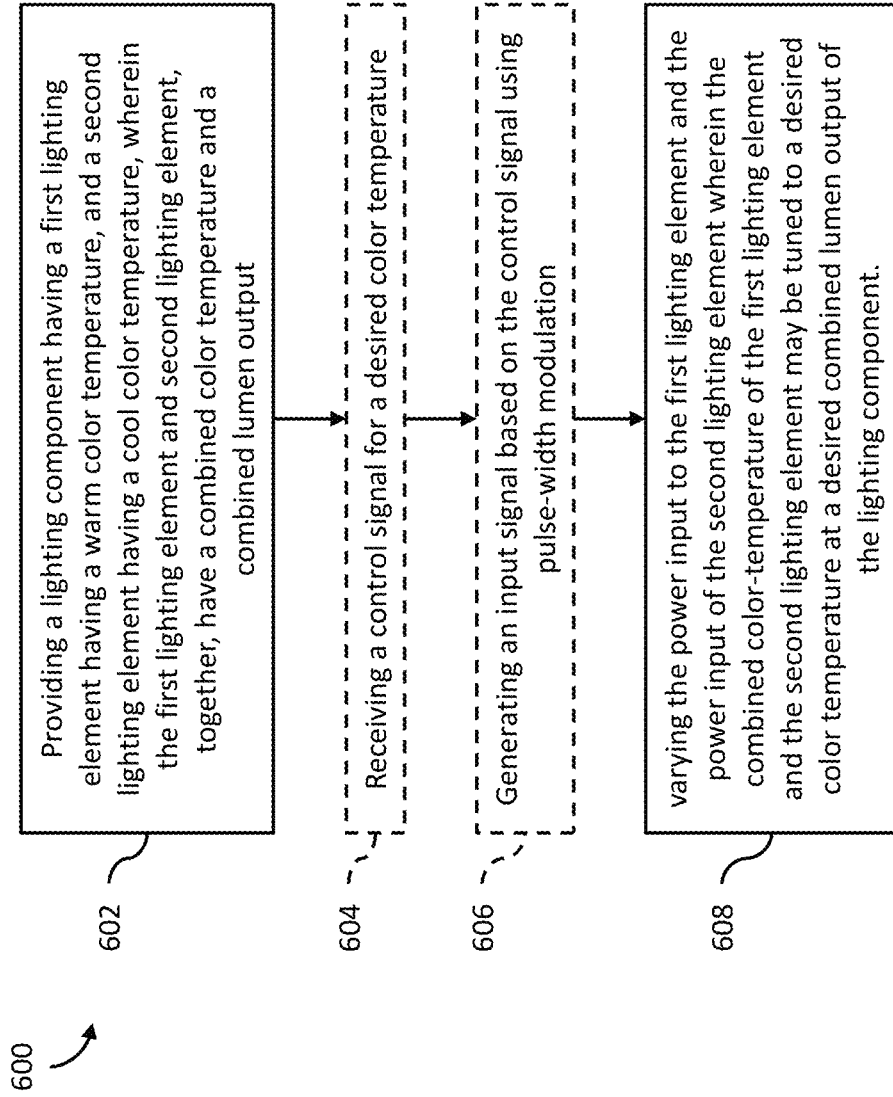 600
602
Providing a lighting component having a first lighting
element having a warm color temperature, and a second
lighting element having a cool color temperature, wherein
the first lighting element and second lighting element,
together, have a combined color temperature and a
combined lumen output
604
Receiving a control signal for a desired color temperature
606
Generating an input signal based on the control signal using
pulse-width modulation
608
varying the power input to the first lighting element and the
power input of the second lighting element wherein the
combined color-temperature of the first lighting element
and the second lighting element may be tuned to a desired
color temperature at a desired combined lumen output of
the lighting component.